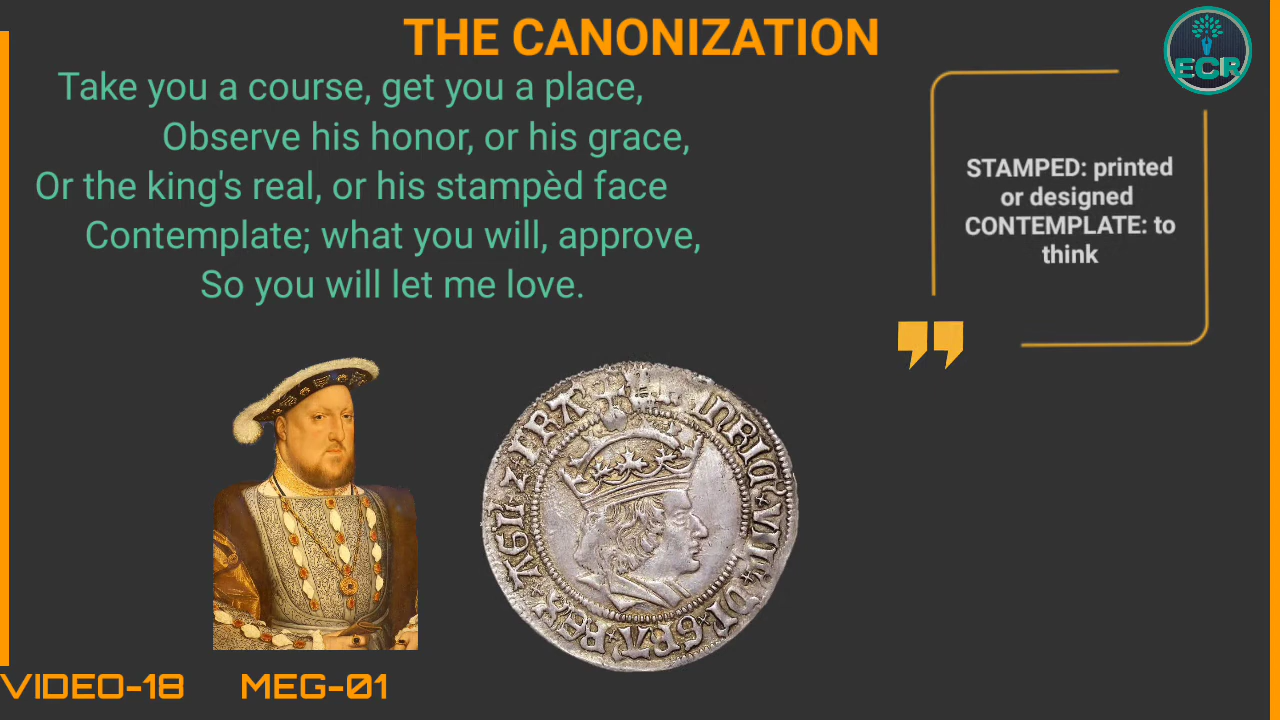 THE CANONIZATION
ECR
Take you a course, get you a place,
Observe his honor, or his grace,
Or the king's real, or his stampèd face
Contemplate; what you will, approve,
So you will let me love.
STAMPED: printed
or designed
CONTEMPLATE: to
think
VIDEO-18 MEG-01